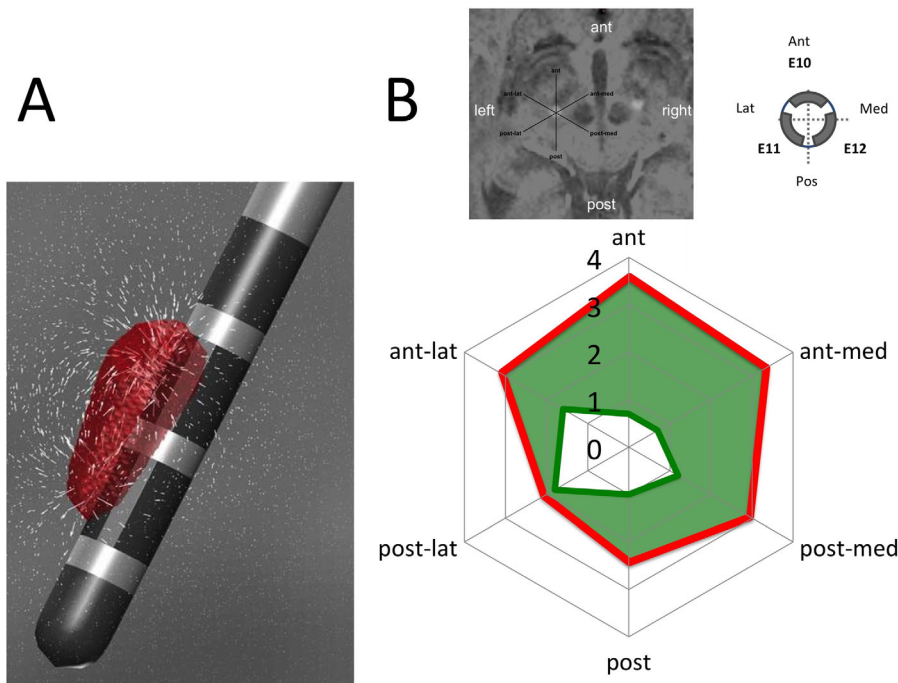 A
B
ant
ant
ant-lat
ant-med
left
right
post-lat
post-med
post
post
Ant
E10
Lat
Med
E11
E12
Pos
ant
4
3
ant-lat
ant-med
2
1
0
post-lat
post-med
post